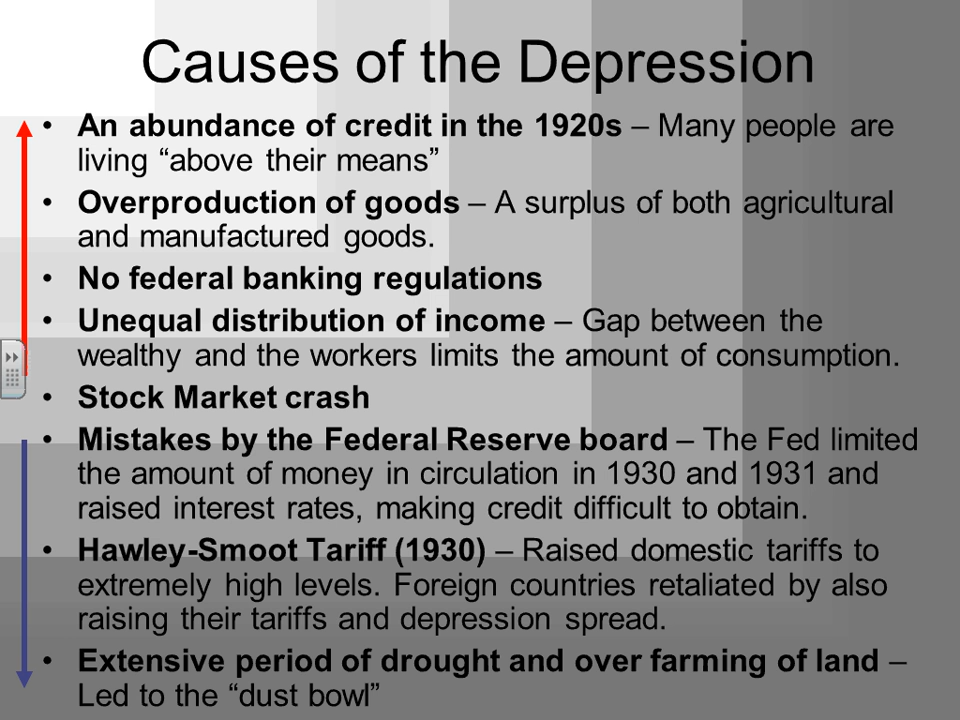 Causes of the Depression
• An abundance of credit in the 1920s – Many people are
living “above their means”
• Overproduction of goods – A surplus of both agricultural
and manufactured goods.
• No federal banking regulations
• Unequal distribution of income – Gap between the
wealthy and the workers limits the amount of consumption.
• Stock Market crash
• Mistakes by the Federal Reserve board – The Fed limited
the amount of money in circulation in 1930 and 1931 and
raised interest rates, making credit difficult to obtain.
• Hawley-Smoot Tariff (1930) – Raised domestic tariffs to
extremely high levels. Foreign countries retaliated by also
raising their tariffs and depression spread.
• Extensive period of drought and over farming of land –
Led to the “dust bowl”